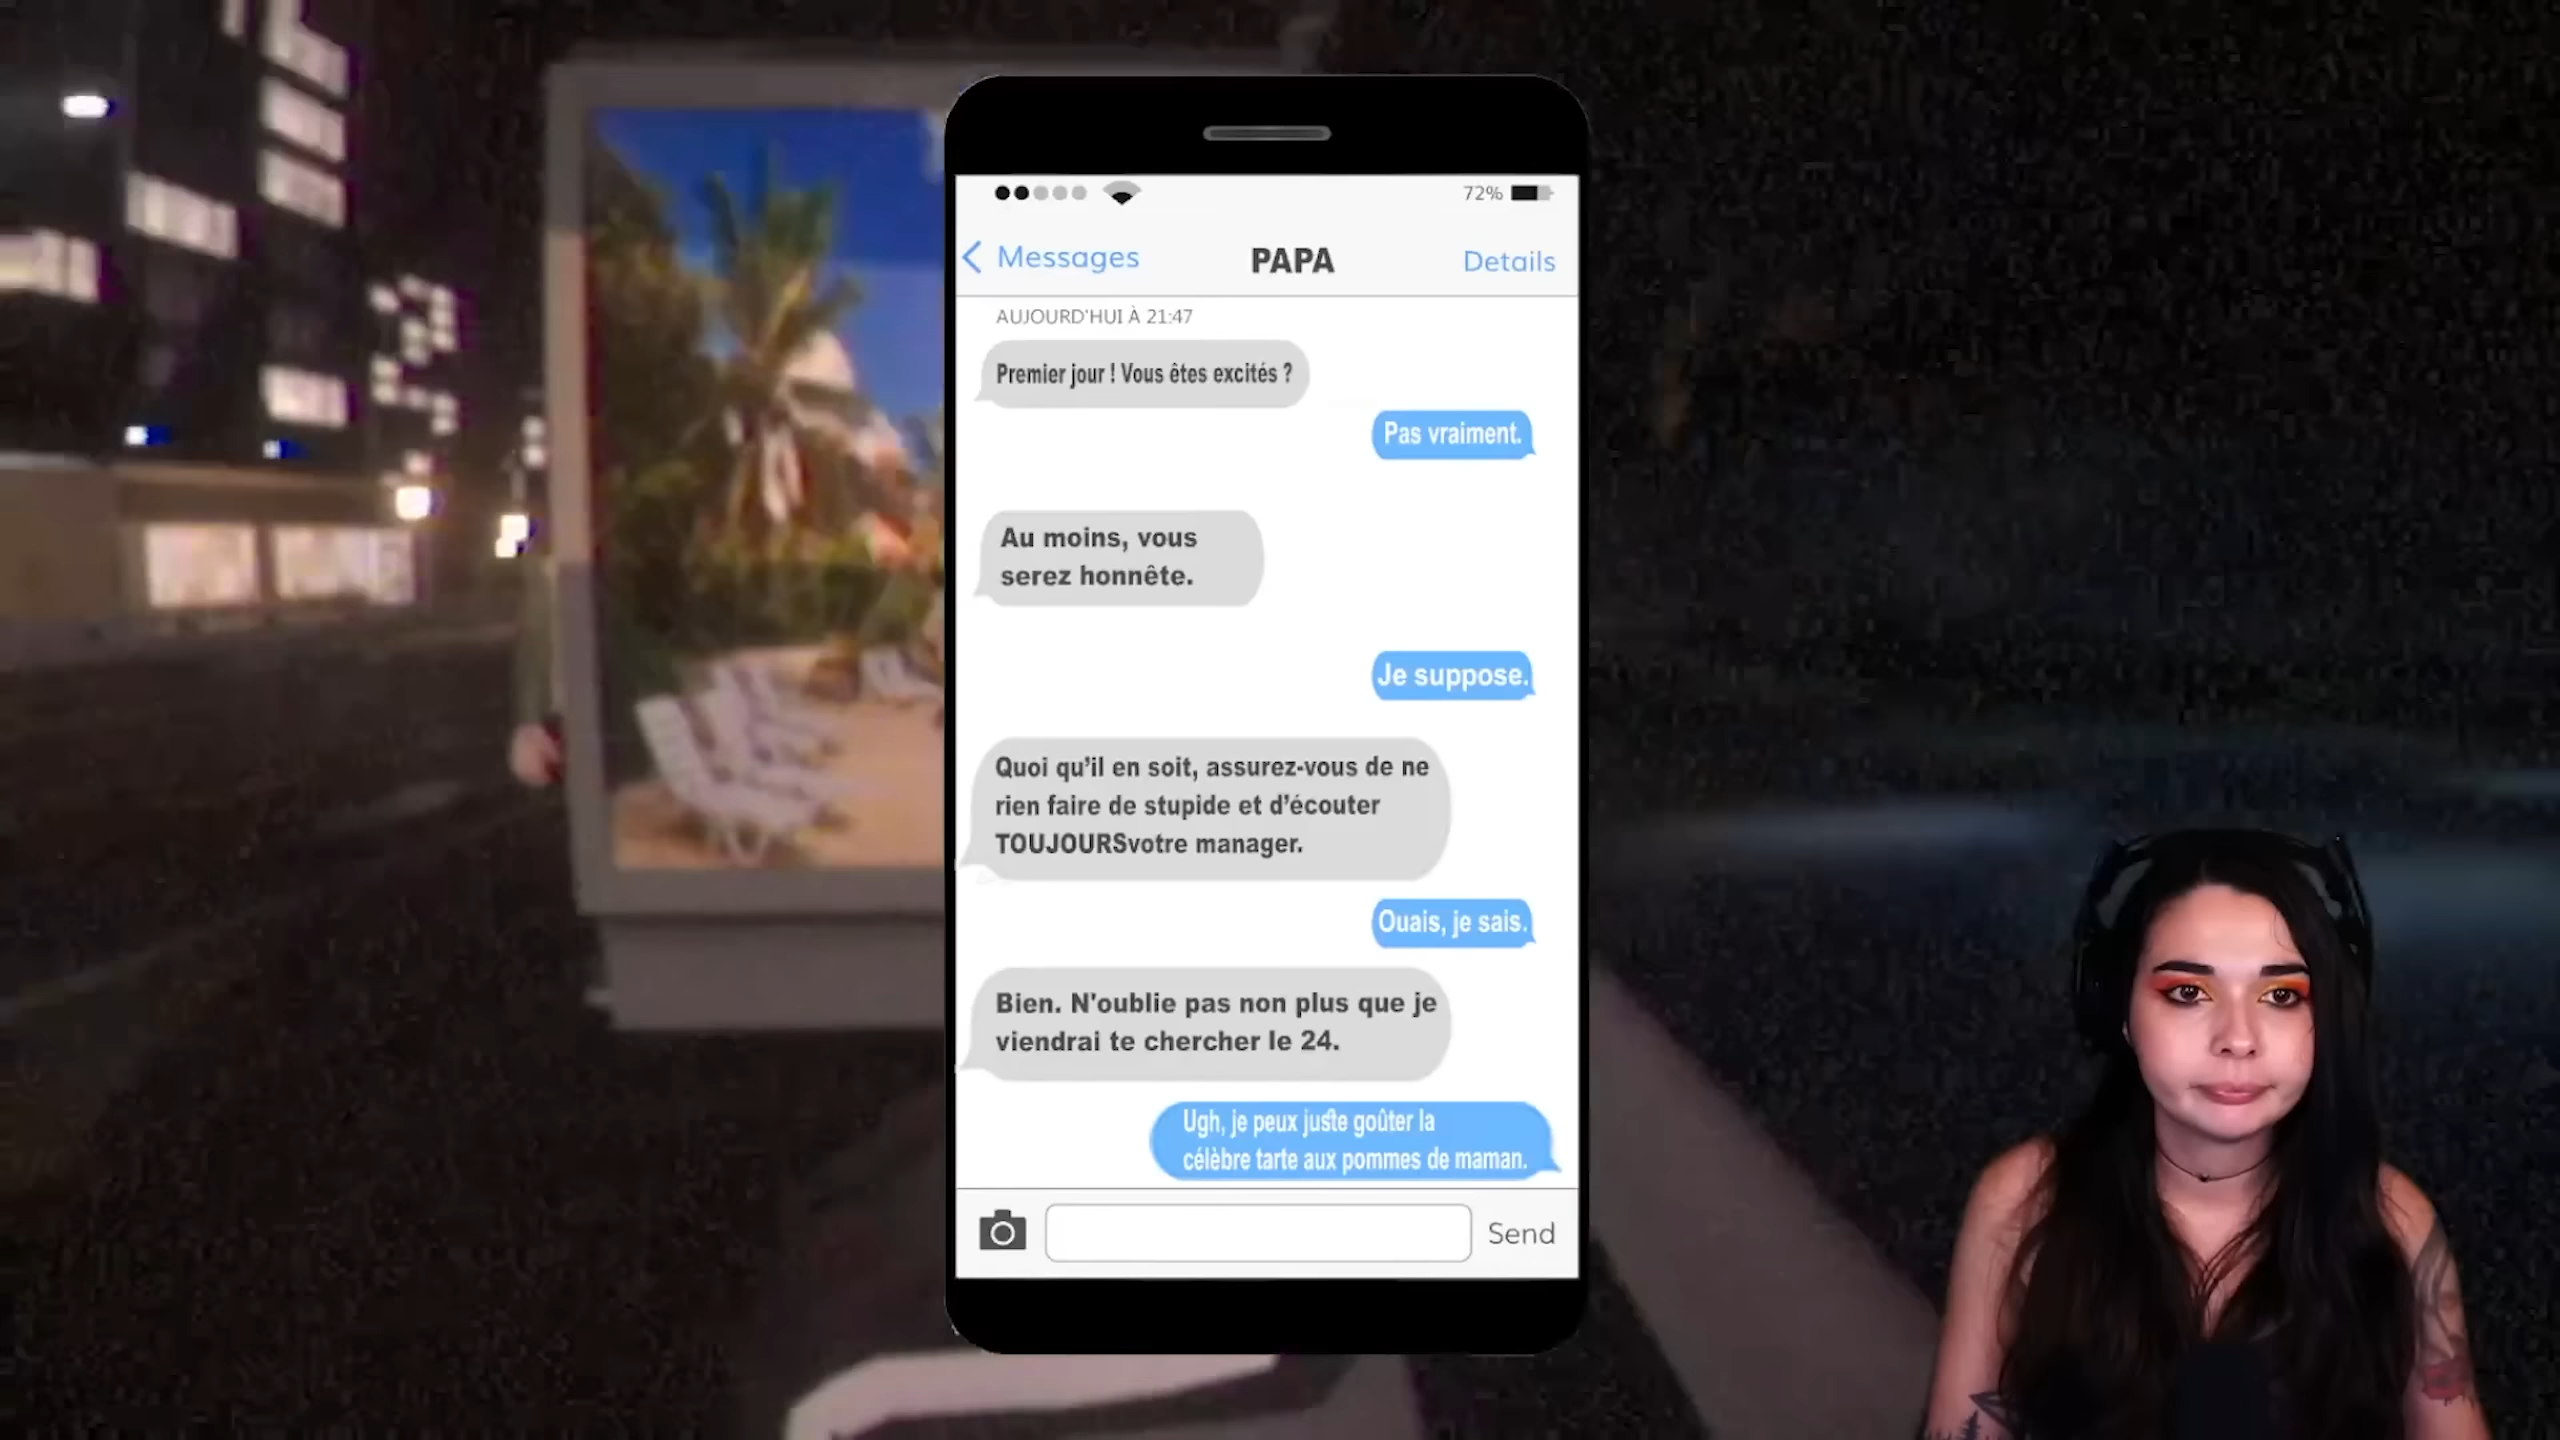 72%
Messages
PAPA
Details
AUJOURD'HUI À 21:47
Premier jour ! Vous êtes excités ?
Pas vraiment.
Au moins, vous
serez honnête.
Je suppose.
Quoi qu'il en soit, assurez-vous de ne
rien faire de stupide et d'écouter
TOUJOURSvotre manager.
Ouais, je sais.
Bien. N'oublie pas non plus que je
viendrai te chercher le 24.
Ugh, je peux juste goûter la
célèbre tarte aux pommes de maman.
Send